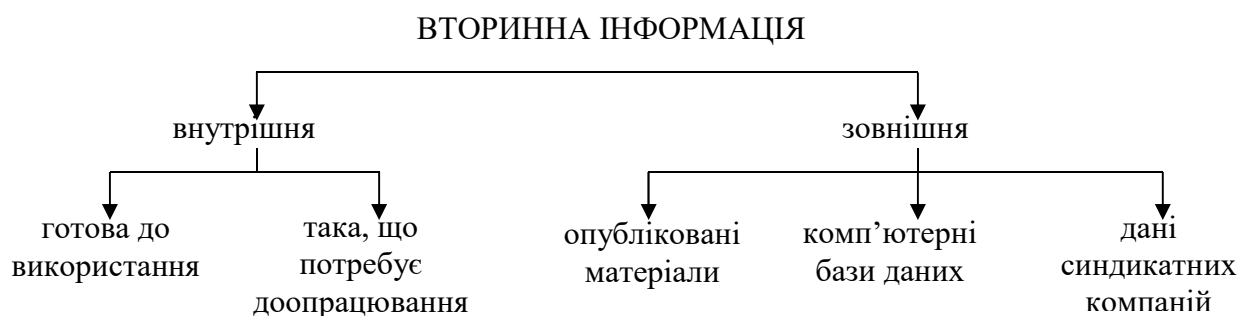 ВТОРИННА ІНФОРМАЦІЯ
внутрішня
зовнішня
готова до
використання
така, що
потребує
доопрацювання
опубліковані
матеріали
комп’ютерні
бази даних
дані
синдикатних
компаній